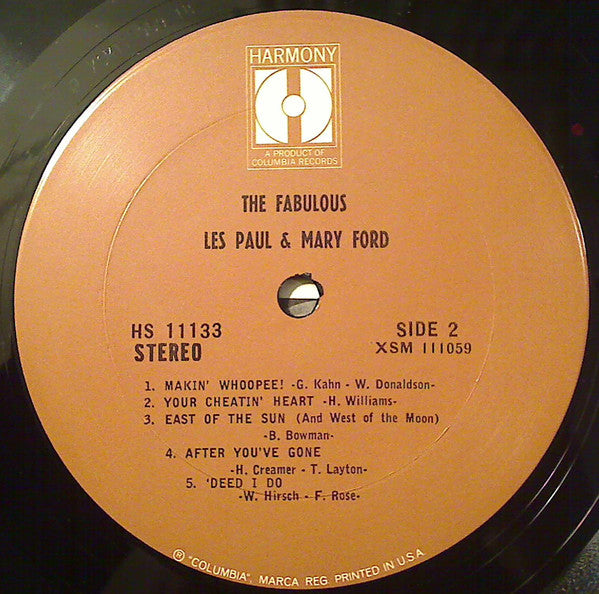 HARMONY
A PRODUCT OF
COLUMBIA RECORDS
THE FABULOUS
LES PAUL & MARY FORD
HS 11133
STEREO
SIDE 2
XSM 111059
1. MAKIN' WHOOPEE! -G. Kahn - W. Donaldson-
2. YOUR CHEATIN' HEART -H. Williams-
3. EAST OF THE SUN (And West of the Moon)
-B. Bowman-
4. AFTER YOU'VE GONE
-H. Creamer - T. Layton-
5. 'DEED I DO
-W. Hirsch - F. Rose-
® "COLUMBIA", MARCA REG. PRINTED IN U.S.A.